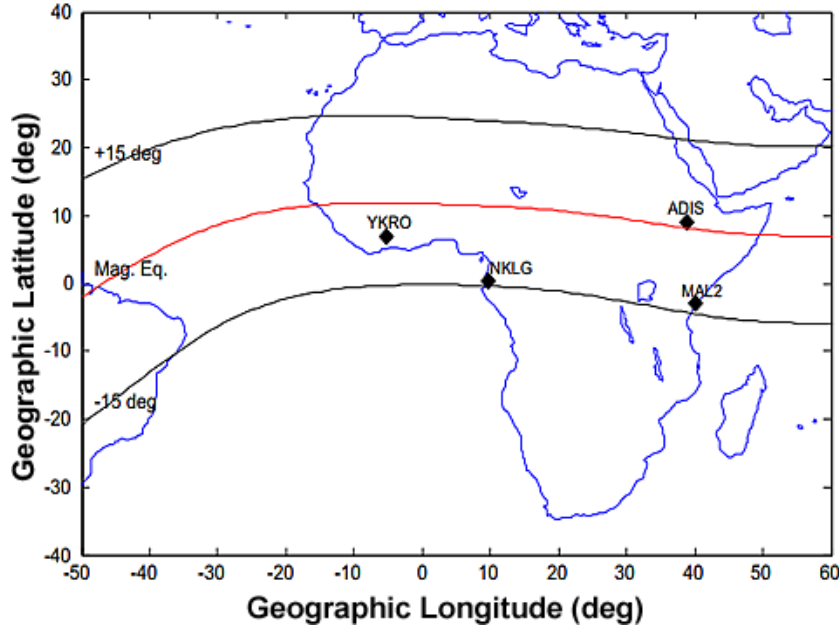 40
30
20
10
0
-10
-20
-30
-40
Geographic Latitude (deg)
+15 deg
Mag. Eq.
-15 deg
YKRO
ADIS
NKLG
MAL2
-50 -40 -30 -20 -10 0 10 20 30 40 50 60
Geographic Longitude (deg)